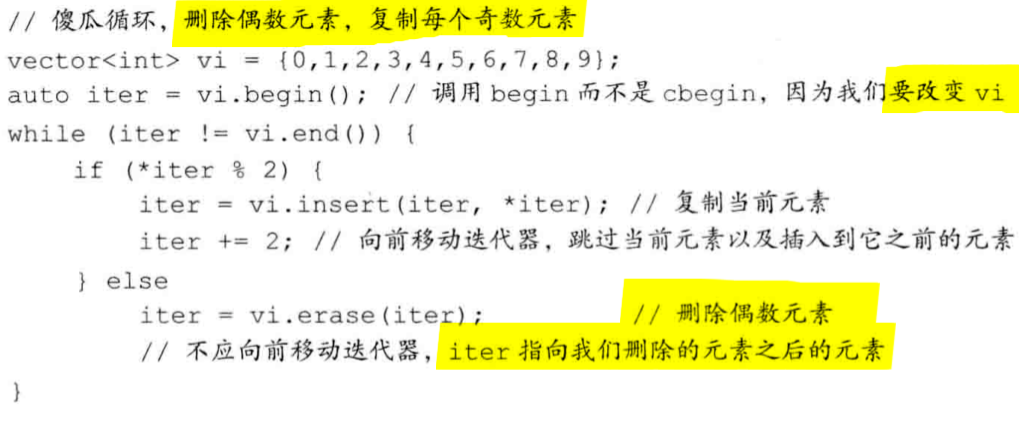 // 傻瓜循环，删除偶数元素，复制每个奇数元素
vector<int> vi = {0,1,2,3,4,5,6,7,8,9};
auto iter = vi.begin(); // 调用 begin 而不是 cbegin，因为我们要改变 vi
while (iter != vi.end()) {
    if (*iter % 2) {
        iter = vi.insert(iter, *iter); // 复制当前元素
        iter += 2; // 向前移动迭代器，跳过当前元素以及插入到它之前的元素
    } else
        iter = vi.erase(iter);        // 删除偶数元素
        // 不应向前移动迭代器，iter 指向我们删除的元素之后的元素
}